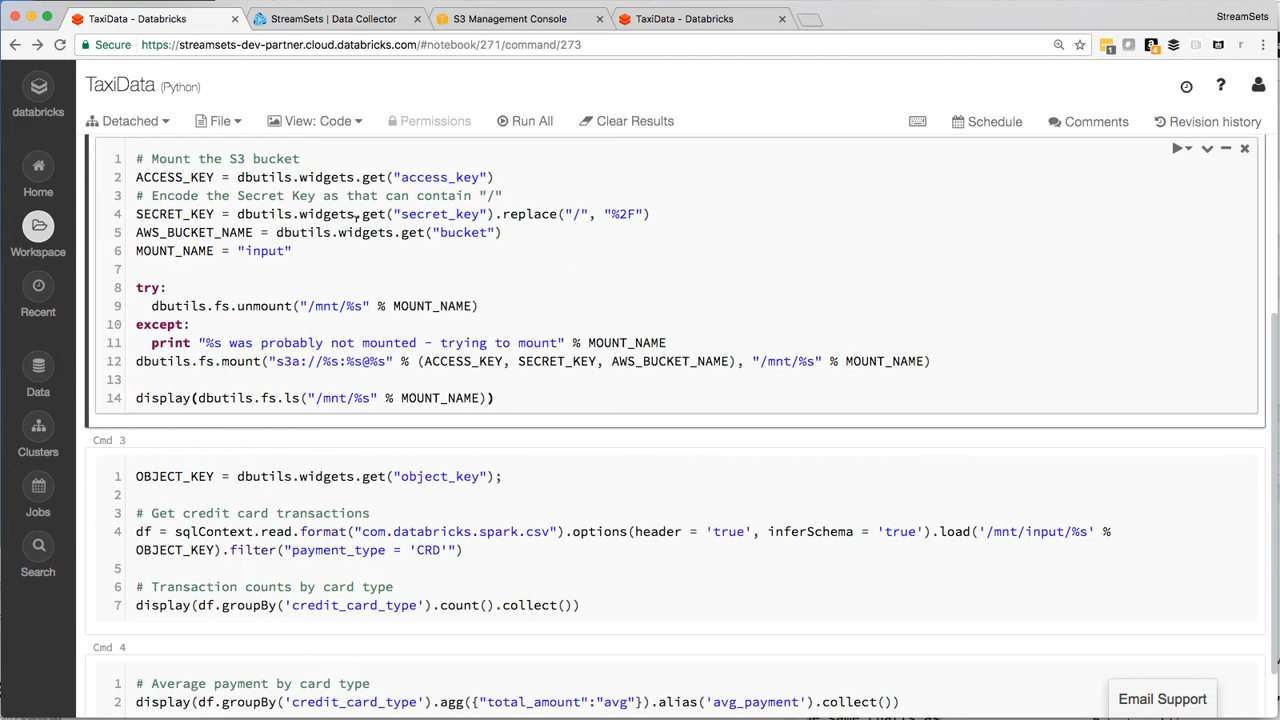 TaxiData - Databricks
StreamSets | Data Collector
S3 Management Console
TaxiData - Databricks
StreamSets
Secure
https://streamsets-dev-partner.cloud.databricks.com/#notebook/271/command/273
databricks
Home
Workspace
Recent
Data
Clusters
Jobs
Search
TaxiData (Python)
Detached
File
View: Code
Permissions
Run All
Clear Results
Schedule
Comments
Revision history
1 # Mount the S3 bucket
2 ACCESS_KEY = dbutils.widgets.get("access_key")
3 # Encode the Secret Key as that can contain "/"
4 SECRET_KEY = dbutils.widgets.get("secret_key").replace("/", "%2F")
5 AWS_BUCKET_NAME = dbutils.widgets.get("bucket")
6 MOUNT_NAME = "input"
7
8 try:
9 dbutils.fs.unmount("/mnt/%s" % MOUNT_NAME)
10 except:
11 print "%s was probably not mounted - trying to mount" % MOUNT_NAME
12 dbutils.fs.mount("s3a://%s:%s@%s" % (ACCESS_KEY, SECRET_KEY, AWS_BUCKET_NAME), "/mnt/%s" % MOUNT_NAME)
13
14 display(dbutils.fs.ls("/mnt/%s" % MOUNT_NAME))
Cmd 3
1 OBJECT_KEY = dbutils.widgets.get("object_key");
2
3 # Get credit card transactions
4 df = sqlContext.read.format("com.databricks.spark.csv").options(header = 'true', inferSchema = 'true').load('/mnt/input/%s' %
OBJECT_KEY).filter("payment_type = 'CRD'")
5
6 # Transaction counts by card type
7 display(df.groupBy('credit_card_type').count().collect())
Cmd 4
1 # Average payment by card type
2 display(df.groupBy('credit_card_type').agg({"total_amount":"avg"}).alias('avg_payment').collect())
Email Support